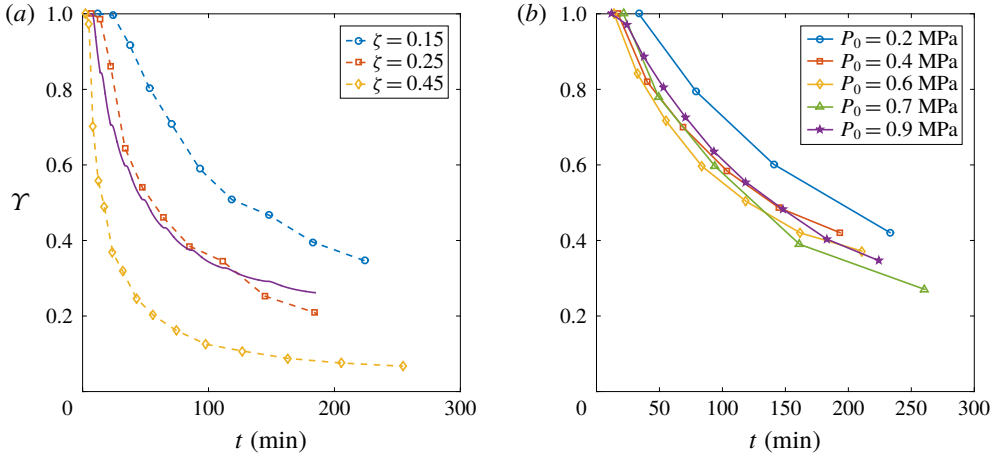 (a)
1.0
0.8
0.6
0.4
0.2
0
100
200
300
ϒ
t (min)
ζ = 0.15
ζ = 0.25
ζ = 0.45
(b)
1.0
0.8
0.6
0.4
0.2
0
50
100
150
200
250
300
t (min)
P₀ = 0.2 MPa
P₀ = 0.4 MPa
P₀ = 0.6 MPa
P₀ = 0.7 MPa
P₀ = 0.9 MPa